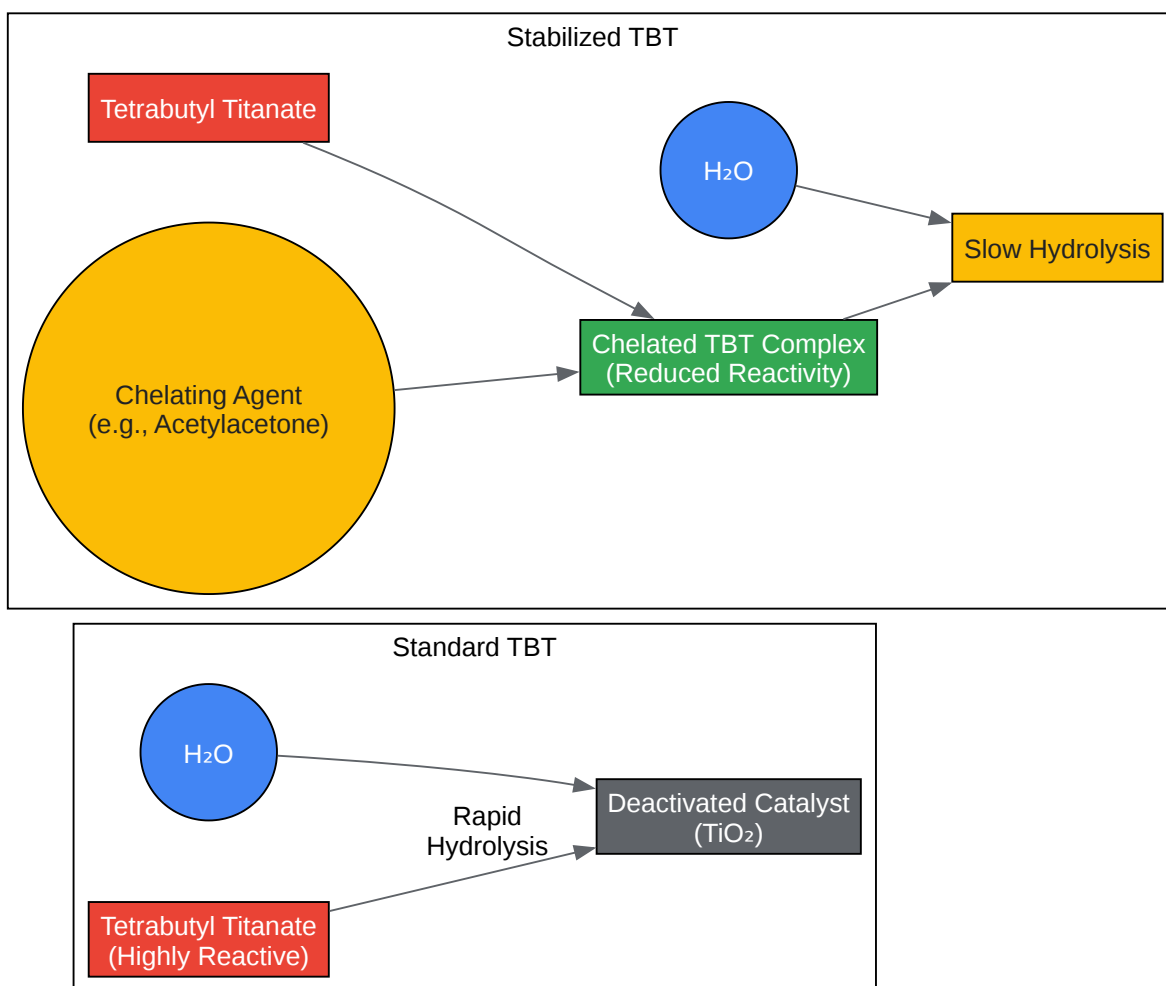 Stabilized TBT
Tetrabutyl Titanate
H₂O
Slow Hydrolysis
Chelated TBT Complex
(Reduced Reactivity)
Chelating Agent
(e.g., Acetylacetone)
Standard TBT
H₂O
Deactivated Catalyst
(TiO₂)
Rapid
Hydrolysis
Tetrabutyl Titanate
(Highly Reactive)